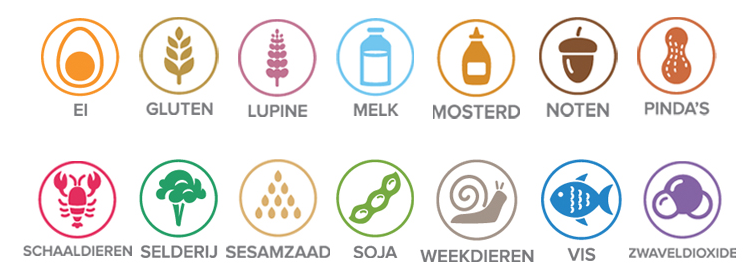 EI GLUTEN LUPINE MELK MOSTERD NOTEN PINDA'S
SCHAALDIEREN SELDERIJ SESAMZAAD SOJA WEEKDIEREN VIS ZWAVELDIOXIDE